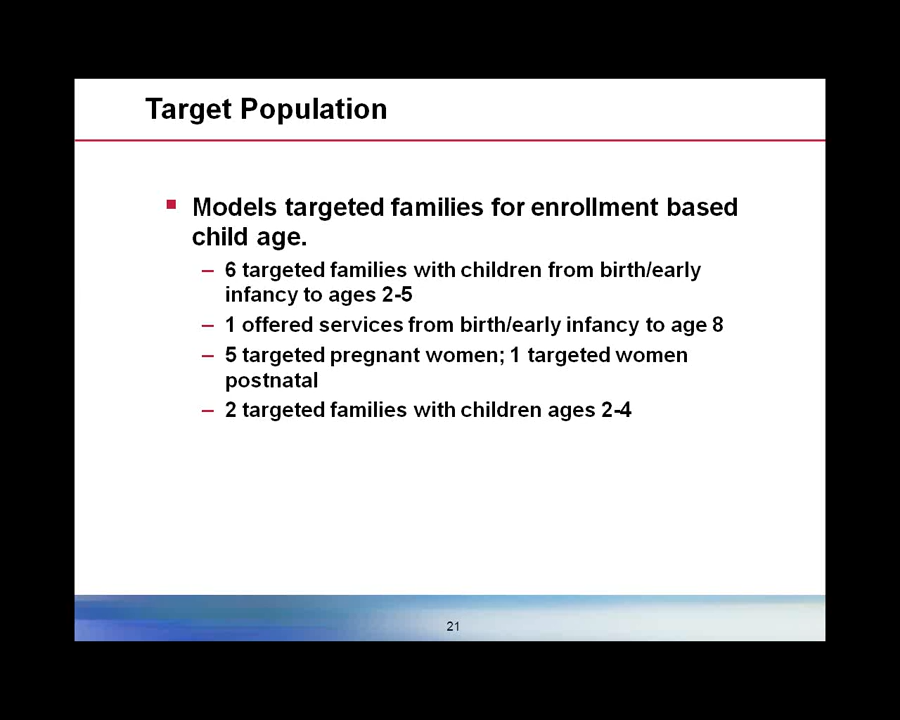 Target Population
Models targeted families for enrollment based
child age.
– 6 targeted families with children from birth/early
infancy to ages 2-5
– 1 offered services from birth/early infancy to age 8
– 5 targeted pregnant women; 1 targeted women
postnatal
– 2 targeted families with children ages 2-4
21